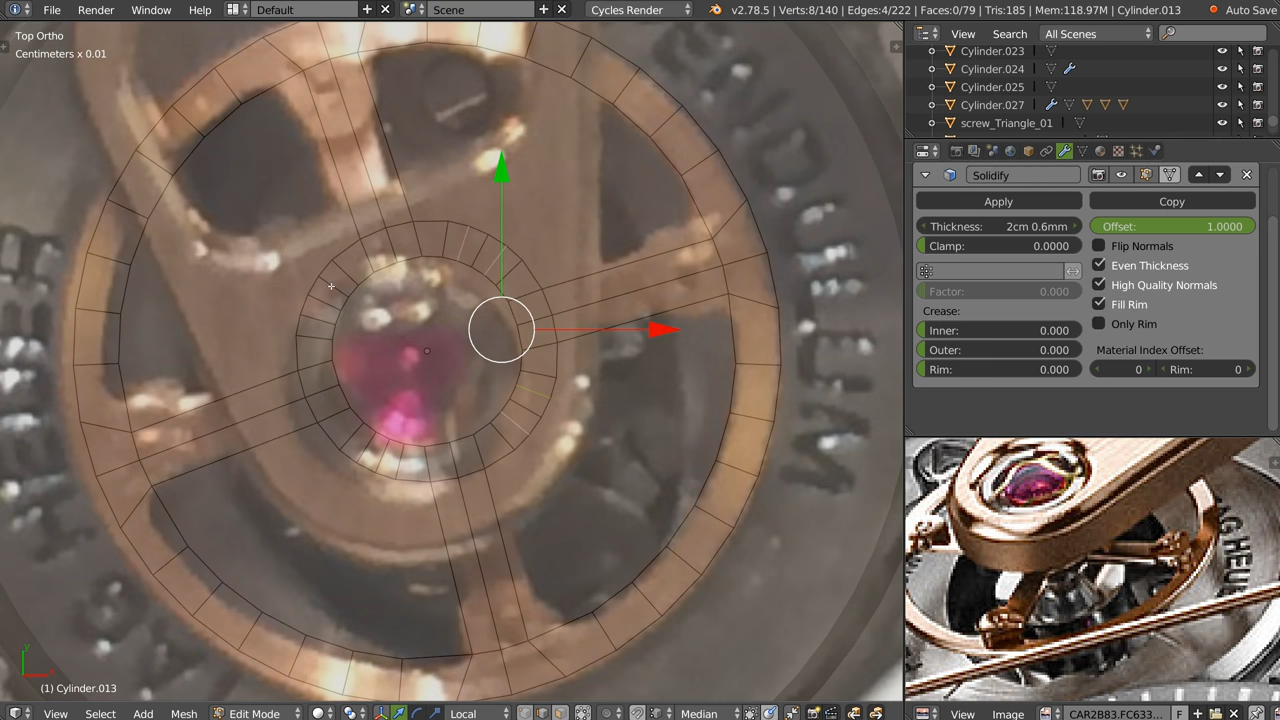 File Render Window Help Default Scene Cycles Render v2.78.5 | Verts:8/140 | Edges:4/222 | Faces:0/79 | Tris:185 | Mem:118.97M | Cylinder.013 Auto Save
Top Ortho
Centimeters x 0.01
View Search All Scenes
Cylinder.023
Cylinder.024
Cylinder.025
Cylinder.027
screw_Triangle_01
Solidify
Apply Copy
Thickness: 2cm 0.6mm Offset: 1.0000
Clamp: 0.0000 Flip Normals
Even Thickness
Factor: 0.000 High Quality Normals
Crease: Fill Rim
Inner: 0.000 Only Rim
Outer: 0.000 Material Index Offset:
Rim: 0.000 0 Rim: 0
(1) Cylinder.013
View Select Add Mesh Edit Mode Local Median
View Image CAR2B83.FC633... F